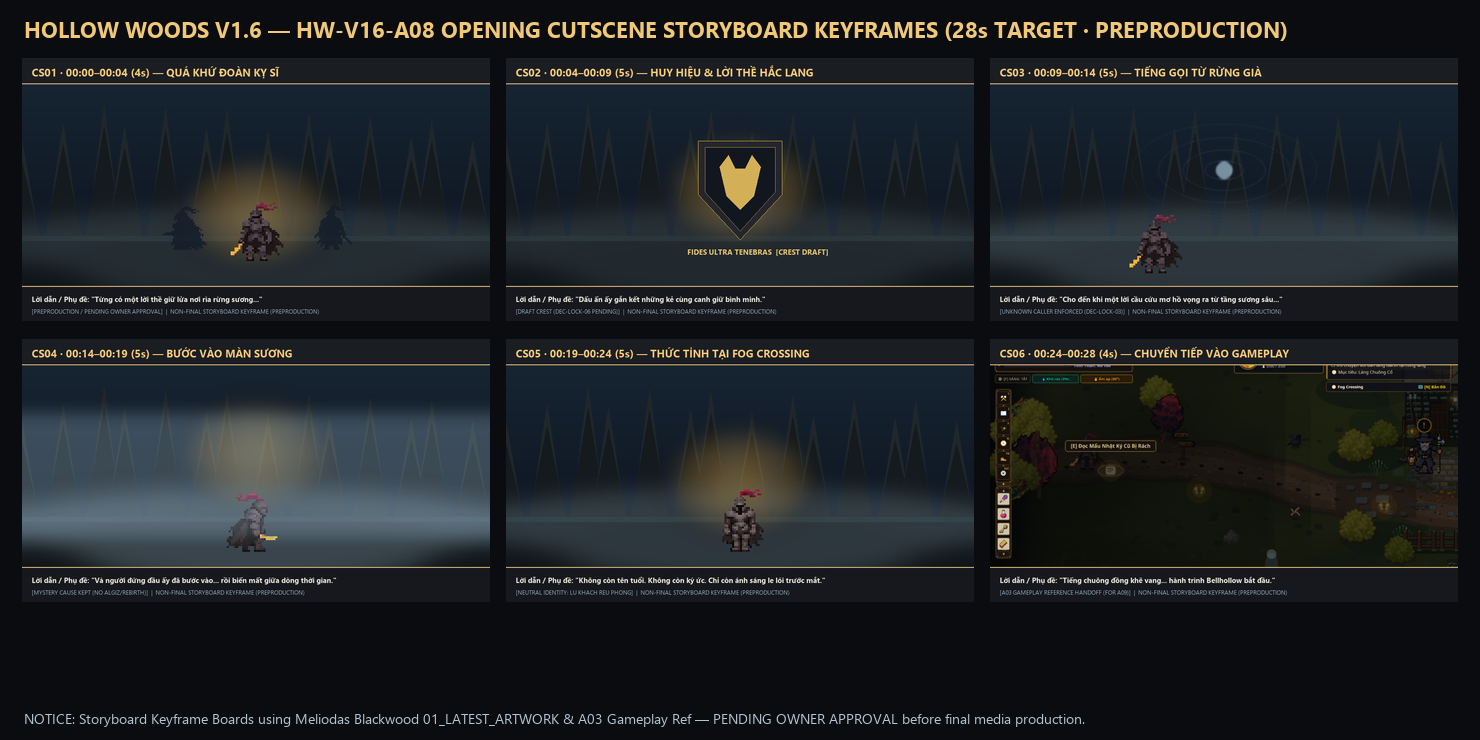 HOLLOW WOODS V1.6 — HW-V16-A08 OPENING CUTSCENE STORYBOARD KEYFRAMES (28s TARGET · PREPRODUCTION)
CS01 · 00:00–00:04 (4s) — QUÁ KHỨ ĐOÀN KỴ SĨ
Lời dẫn / Phụ đề: "Từng có một lời thề giữ lửa nơi rìa rừng sương..."
[PREPRODUCTION / PENDING OWNER APPROVAL] | NON-FINAL STORYBOARD KEYFRAME (PREPRODUCTION)
CS02 · 00:04–00:09 (5s) — HUY HIỆU & LỜI THỀ HẮC LANG
FIDES ULTRA TENEBRAS [CREST DRAFT]
Lời dẫn / Phụ đề: "Dấu ấn ấy gắn kết những kẻ cùng canh giữ bình minh."
[DRAFT CREST (DEC-LOCK-06 PENDING)] | NON-FINAL STORYBOARD KEYFRAME (PREPRODUCTION)
CS03 · 00:09–00:14 (5s) — TIẾNG GỌI TỪ RỪNG GIÀ
Lời dẫn / Phụ đề: "Cho đến khi một lời cầu cứu mơ hồ vọng ra từ tầng sương sâu..."
[UNKNOWN CALLER ENFORCED (DEC-LOCK-03)] | NON-FINAL STORYBOARD KEYFRAME (PREPRODUCTION)
CS04 · 00:14–00:19 (5s) — BƯỚC VÀO MÀN SƯƠNG
Lời dẫn / Phụ đề: "Và người đứng đầu ấy đã bước vào... rồi biến mất giữa dòng thời gian."
[MYSTERY CAUSE KEPT (NO ALGIZ/REBIRTH)] | NON-FINAL STORYBOARD KEYFRAME (PREPRODUCTION)
CS05 · 00:19–00:24 (5s) — THỨC TỈNH TẠI FOG CROSSING
Lời dẫn / Phụ đề: "Không còn tên tuổi. Không còn ký ức. Chỉ còn ánh sáng le lói trước mắt."
[NEUTRAL IDENTITY: LU KHACH REU PHONG] | NON-FINAL STORYBOARD KEYFRAME (PREPRODUCTION)
CS06 · 00:24–00:28 (4s) — CHUYỂN TIẾP VÀO GAMEPLAY
Mục tiêu: Làng Chuông Cổ
Fog Crossing
[N] Bản Đồ
[E] Đọc Mẩu Nhật Ký Cũ Bị Rách
Lời dẫn / Phụ đề: "Tiếng chuông đồng khẽ vang... hành trình Bellhollow bắt đầu."
[A03 GAMEPLAY REFERENCE HANDOFF (FOR A09)] | NON-FINAL STORYBOARD KEYFRAME (PREPRODUCTION)
NOTICE: Storyboard Keyframe Boards using Meliodas Blackwood 01_LATEST_ARTWORK & A03 Gameplay Ref — PENDING OWNER APPROVAL before final media production.